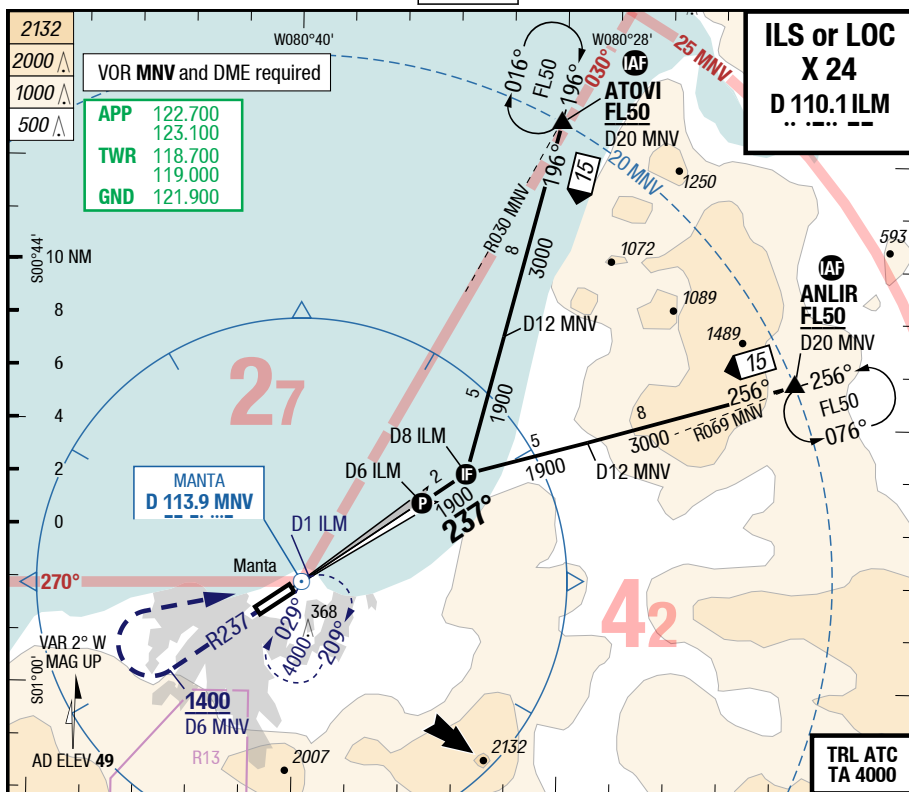 2132
2000
1000
500
VOR MNV and DME required
APP 122.700
123.100
TWR 118.700
119.000
GND 121.900
W080°40'
W080°28'
ILS or LOC
X 24
D 110.1 ILM
25 MNV
030°
016°
FL50
196°
IAF
ATOVI
FL50
D20 MNV
196°
15
20 MNV
1250
R030 MNV
8
3000
1072
593
S00°44'
10 NM
8
6
4
2
0
IAF
ANLIR
FL50
D20 MNV
1089
1489
D12 MNV
15
256°
256°
FL50
076°
27
5
1900
8
3000
R069 MNV
D8 ILM
5
1900
D12 MNV
IF
D6 ILM
2
P
1900
237°
MANTA
D 113.9 MNV
D1 ILM
Manta
270°
42
R237
029°
368
4000
209°
VAR 2° W
MAG UP
S01°00'
1400
D6 MNV
R13
AD ELEV 49
2007
2132
TRL ATC
TA 4000